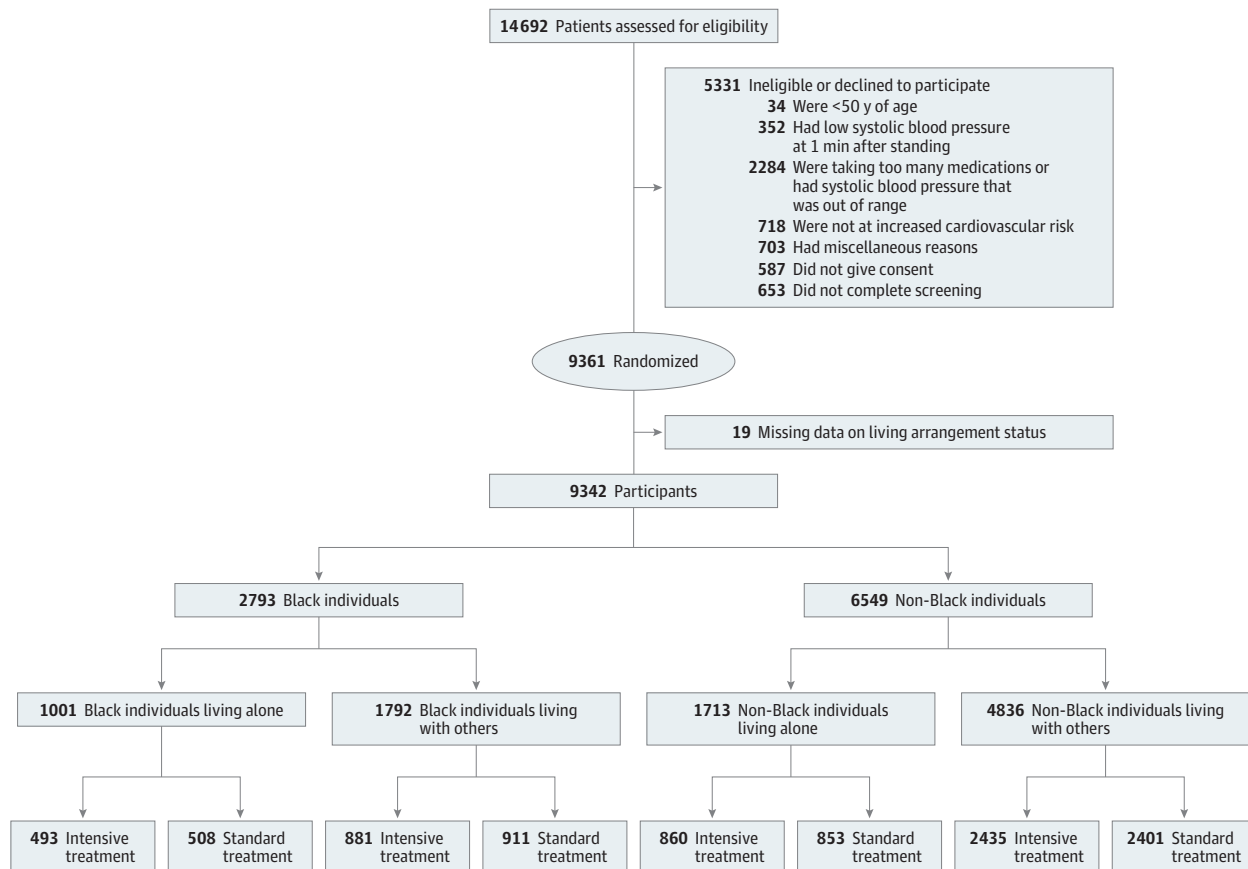 14692 Patients assessed for eligibility
5331 Ineligible or declined to participate
34 Were <50 y of age
352 Had low systolic blood pressure
at 1 min after standing
2284 Were taking too many medications or
had systolic blood pressure that
was out of range
718 Were not at increased cardiovascular risk
703 Had miscellaneous reasons
587 Did not give consent
653 Did not complete screening
9361 Randomized
19 Missing data on living arrangement status
9342 Participants
2793 Black individuals
6549 Non-Black individuals
1001 Black individuals living alone
1792 Black individuals living
with others
1713 Non-Black individuals
living alone
4836 Non-Black individuals living
with others
493 Intensive
treatment
508 Standard
treatment
881 Intensive
treatment
911 Standard
treatment
860 Intensive
treatment
853 Standard
treatment
2435 Intensive
treatment
2401 Standard
treatment